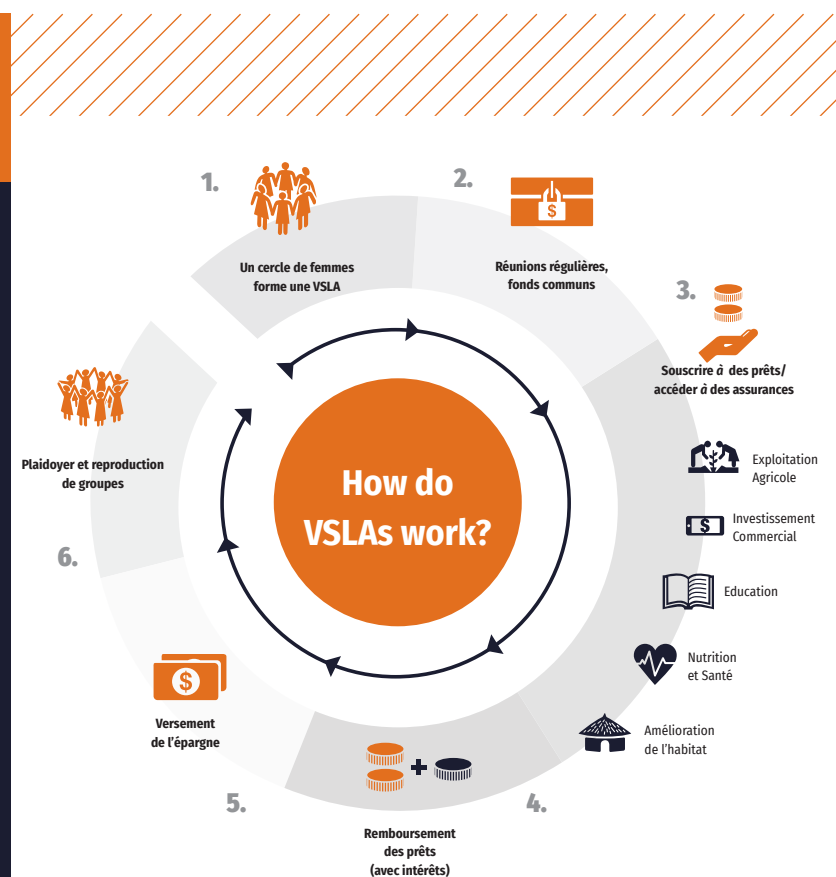 1.
Un cercle de femmes
forme une VSLA
2.
$
Réunions régulières,
fonds communs
3.
Souscrire à des prêts/
accéder à des assurances
Exploitation
Agricole
$
Investissement
Commercial
Education
Nutrition
et Santé
Amélioration
de l'habitat
4.
+
Remboursement
des prêts
(avec intérêts)
5.
$
Versement
de l'épargne
6.
Plaidoyer et reproduction
de groupes
How do
VSLAs work?